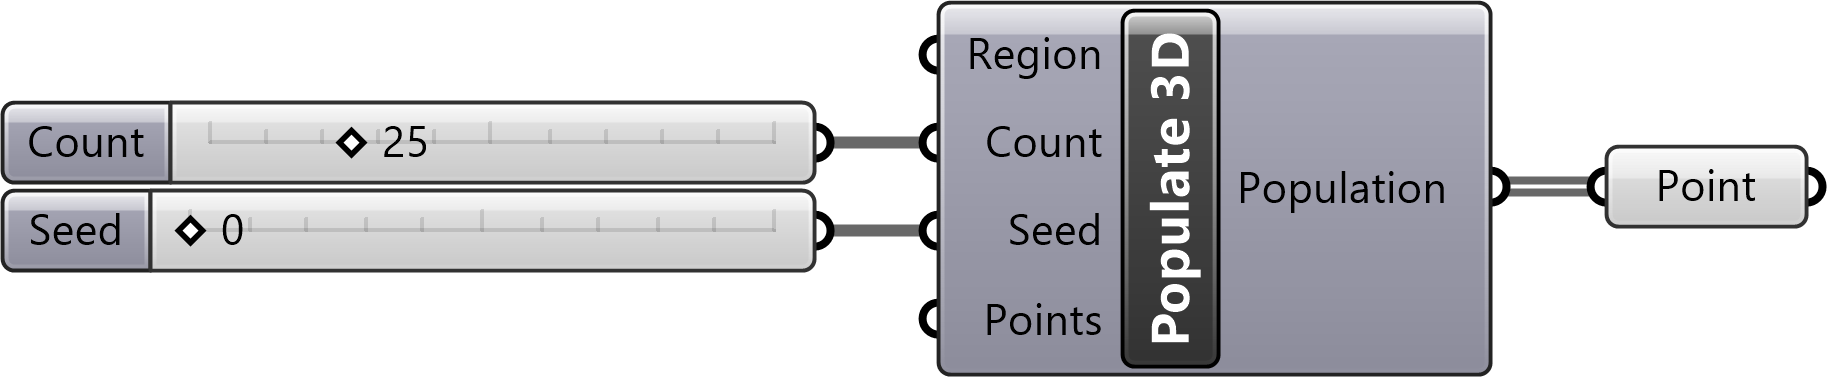 Count
25
Seed
0
Region
Count
Seed
Points
Populate 3D
Population
Point